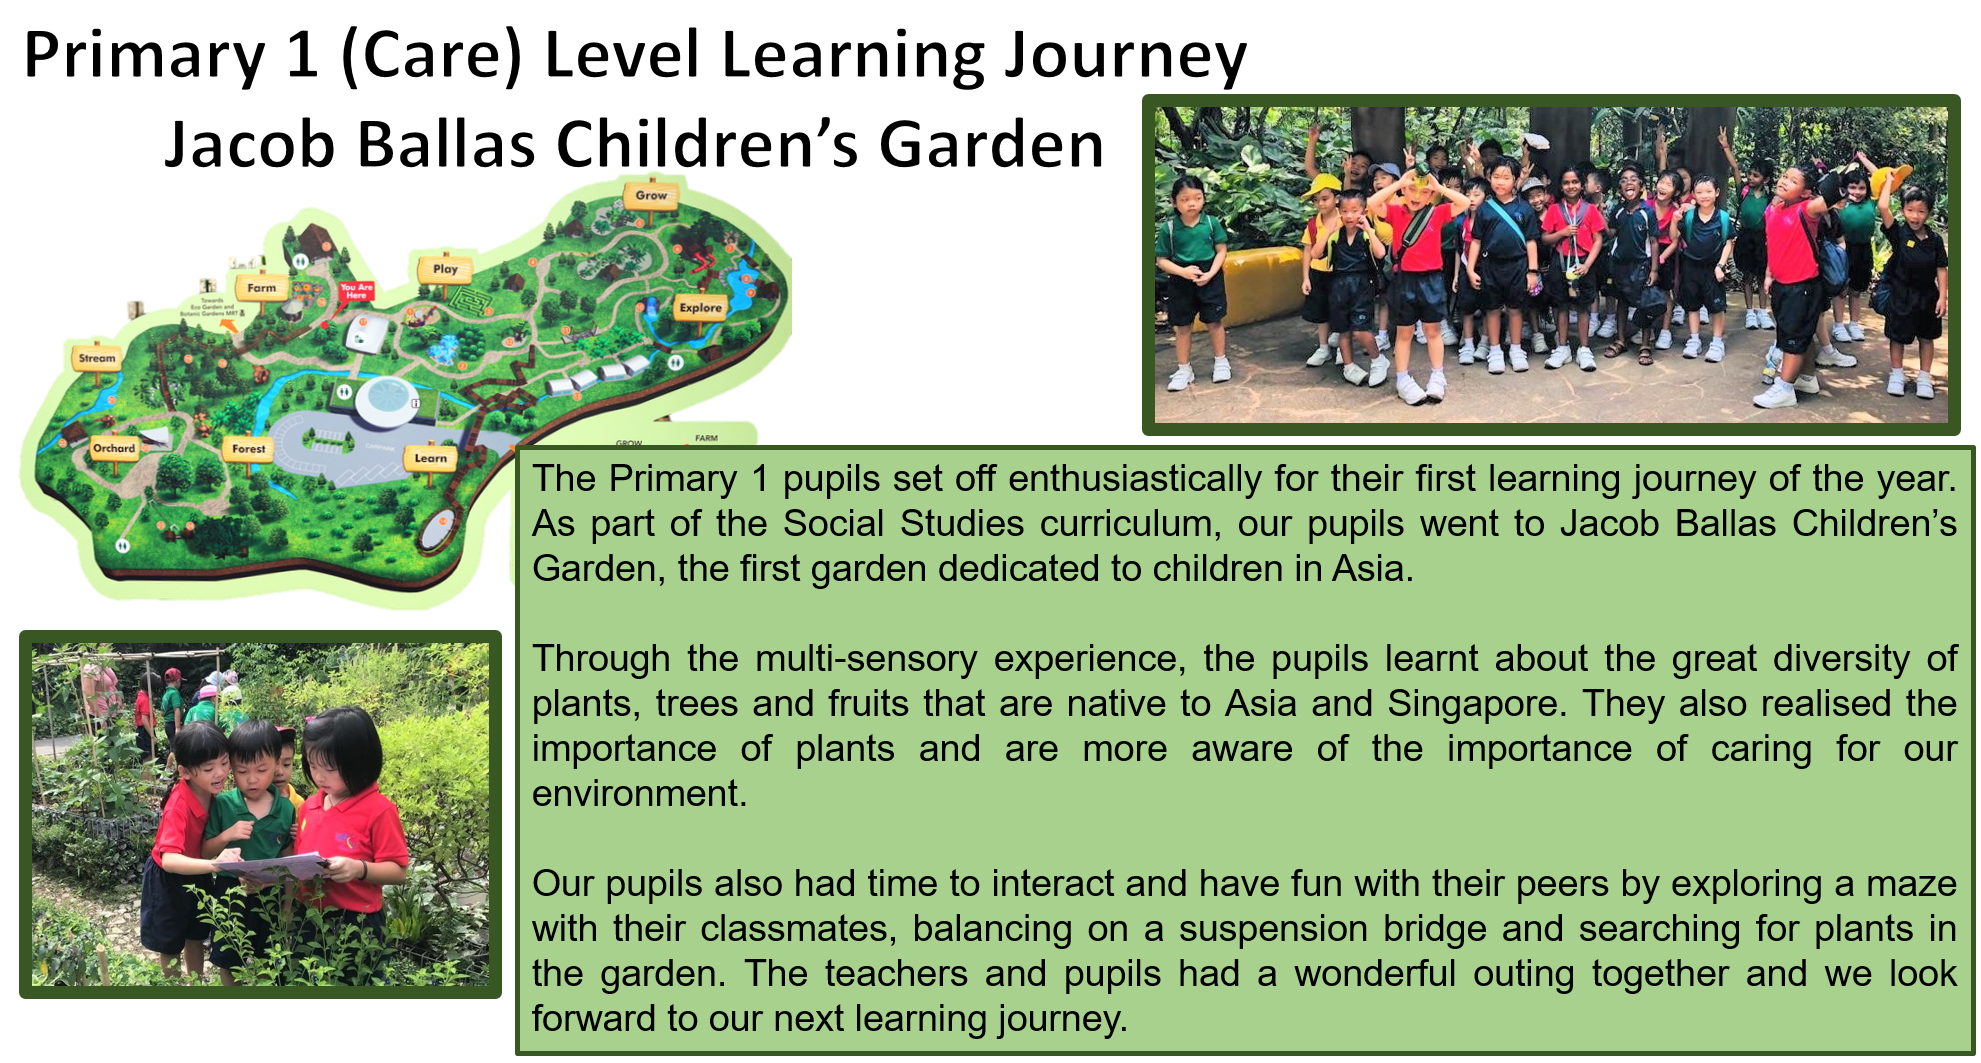 Primary 1 (Care) Level Learning Journey
Jacob Ballas Children’s Garden
Grow
Play
Farm
You Are
Here
Explore
Towards
Eco Garden and
Botanic Gardens MRT
Stream
Orchard
Forest
Learn
GROW
FARM
The Primary 1 pupils set off enthusiastically for their first learning journey of the year.
As part of the Social Studies curriculum, our pupils went to Jacob Ballas Children’s
Garden, the first garden dedicated to children in Asia.
Through the multi-sensory experience, the pupils learnt about the great diversity of
plants, trees and fruits that are native to Asia and Singapore. They also realised the
importance of plants and are more aware of the importance of caring for our
environment.
Our pupils also had time to interact and have fun with their peers by exploring a maze
with their classmates, balancing on a suspension bridge and searching for plants in
the garden. The teachers and pupils had a wonderful outing together and we look
forward to our next learning journey.